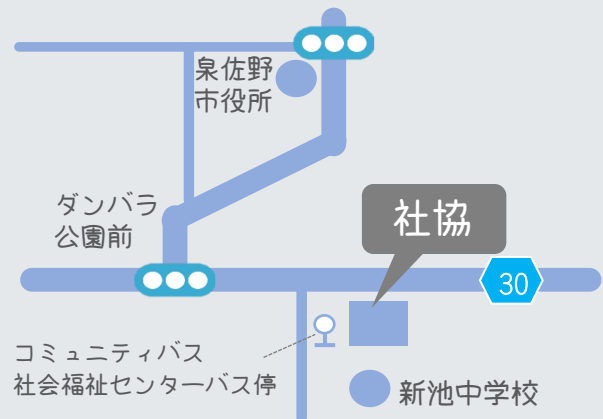 泉佐野
市役所
ダンバラ
公園前
社協
30
コミュニティバス
社会福祉センターバス停
新池中学校